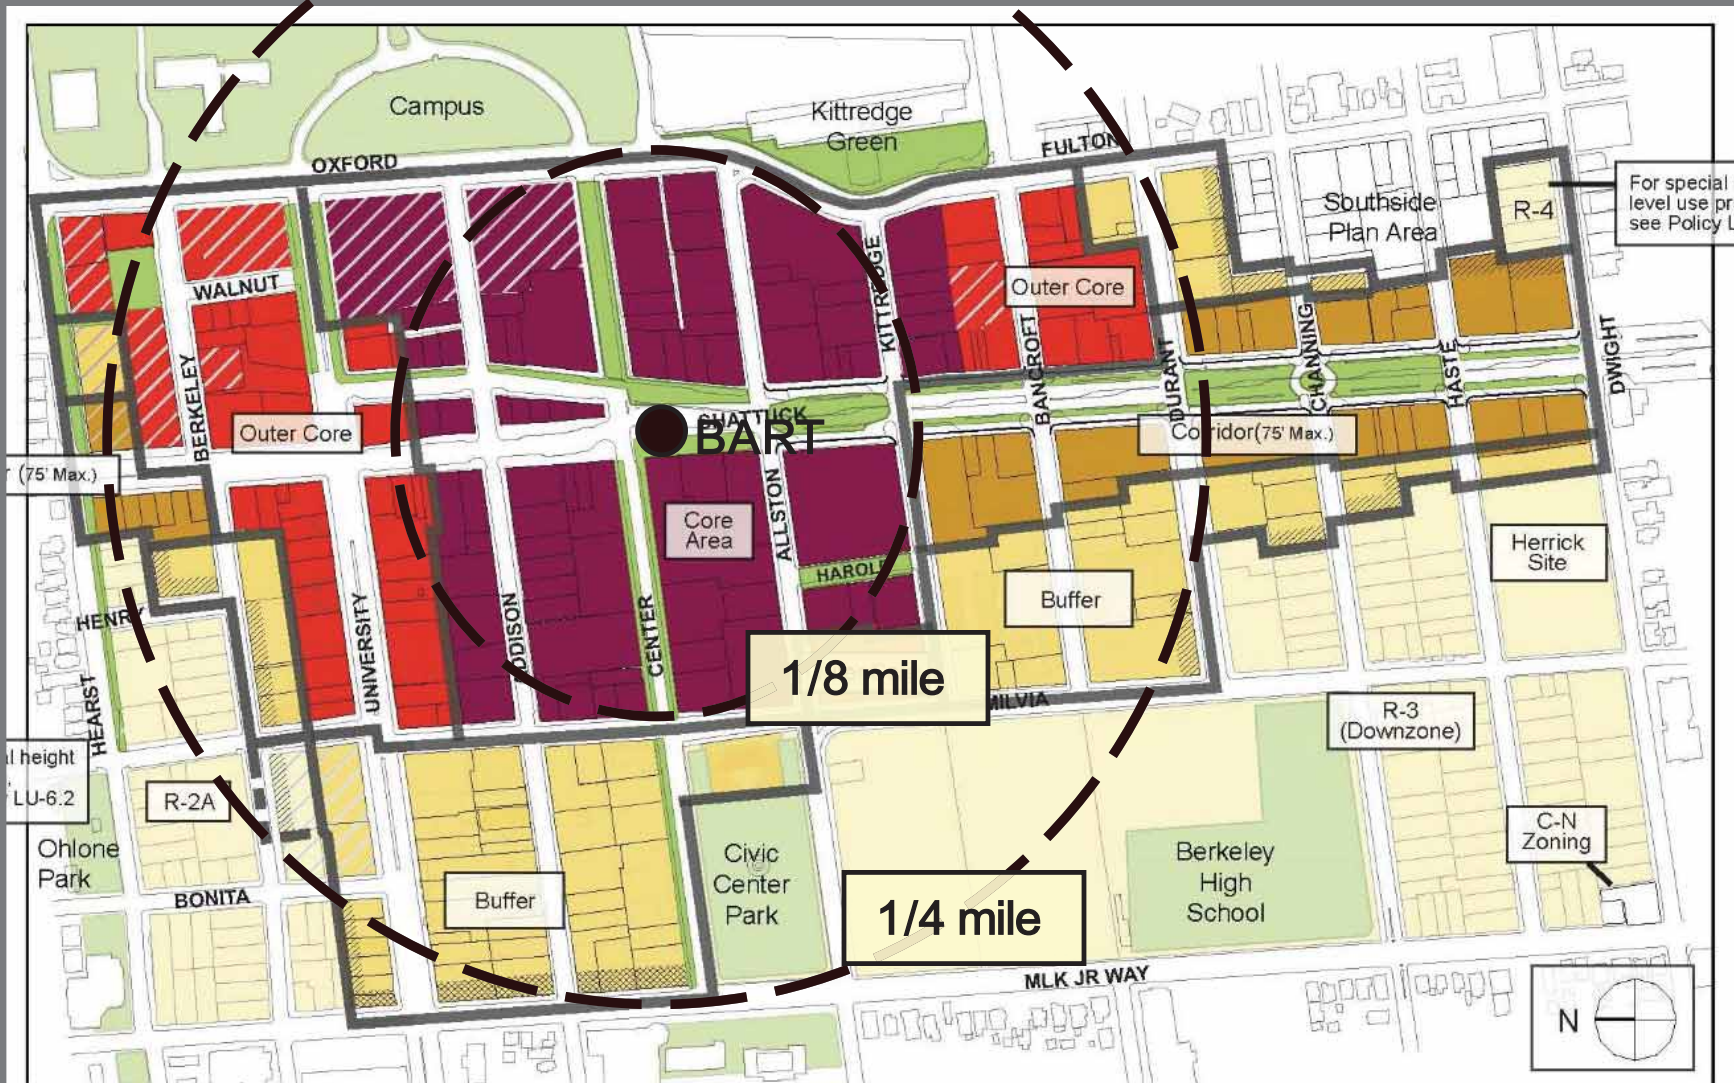 Campus
Kittredge
Green
OXFORD
FULTON
Southside
Plan Area
R-4
For special
level use pr
see Policy L
WALNUT
KITTREDGE
Outer Core
BERKELEY
BANCROFT
DURANT
CHANNING
HASTE
DWIGHT
Outer Core
SHATTUCK
BART
Corridor(75' Max.)
r (75' Max.)
Core
Area
ALLSTON
HAROLD
Herrick
Site
Buffer
HENRY
UNIVERSITY
ADDISON
CENTER
HEARST
1/8 mile
MILVIA
R-3
(Downzone)
al height
LU-6.2
R-2A
C-N
Zoning
Ohlone
Park
BONITA
Buffer
Civic
Center
Park
1/4 mile
Berkeley
High
School
MLK JR WAY
N